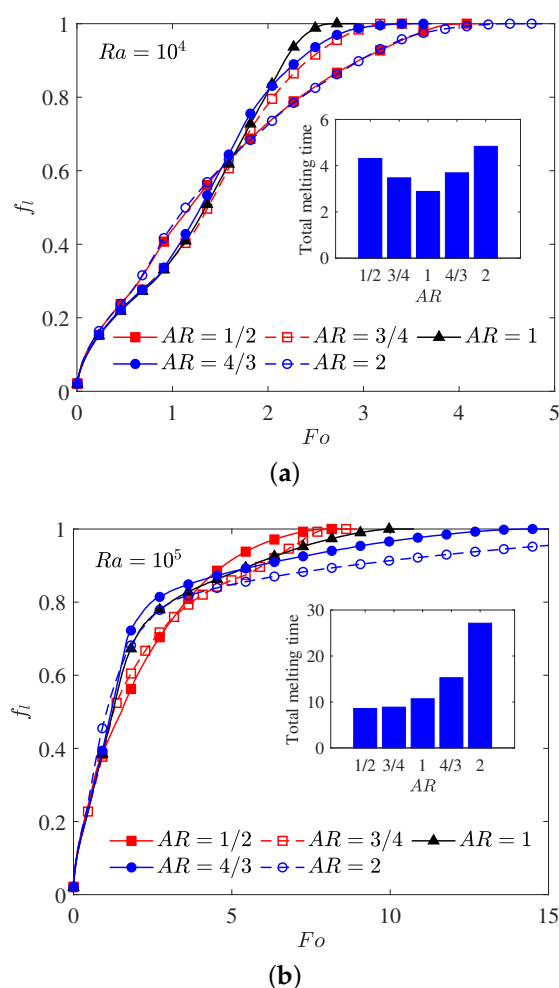 1
0.8
0.6
0.4
0.2
0
f_l
Ra = 10^4
6
4
2
0
Total melting time
1/2 3/4 1 4/3 2
AR
AR = 1/2 AR = 3/4 AR = 1
AR = 4/3 AR = 2
0 1 2 3 4 5
Fo
(a)
1
0.8
0.6
0.4
0.2
0
f_l
Ra = 10^5
30
20
10
0
Total melting time
1/2 3/4 1 4/3 2
AR
AR = 1/2 AR = 3/4 AR = 1
AR = 4/3 AR = 2
0 5 10 15
Fo
(b)